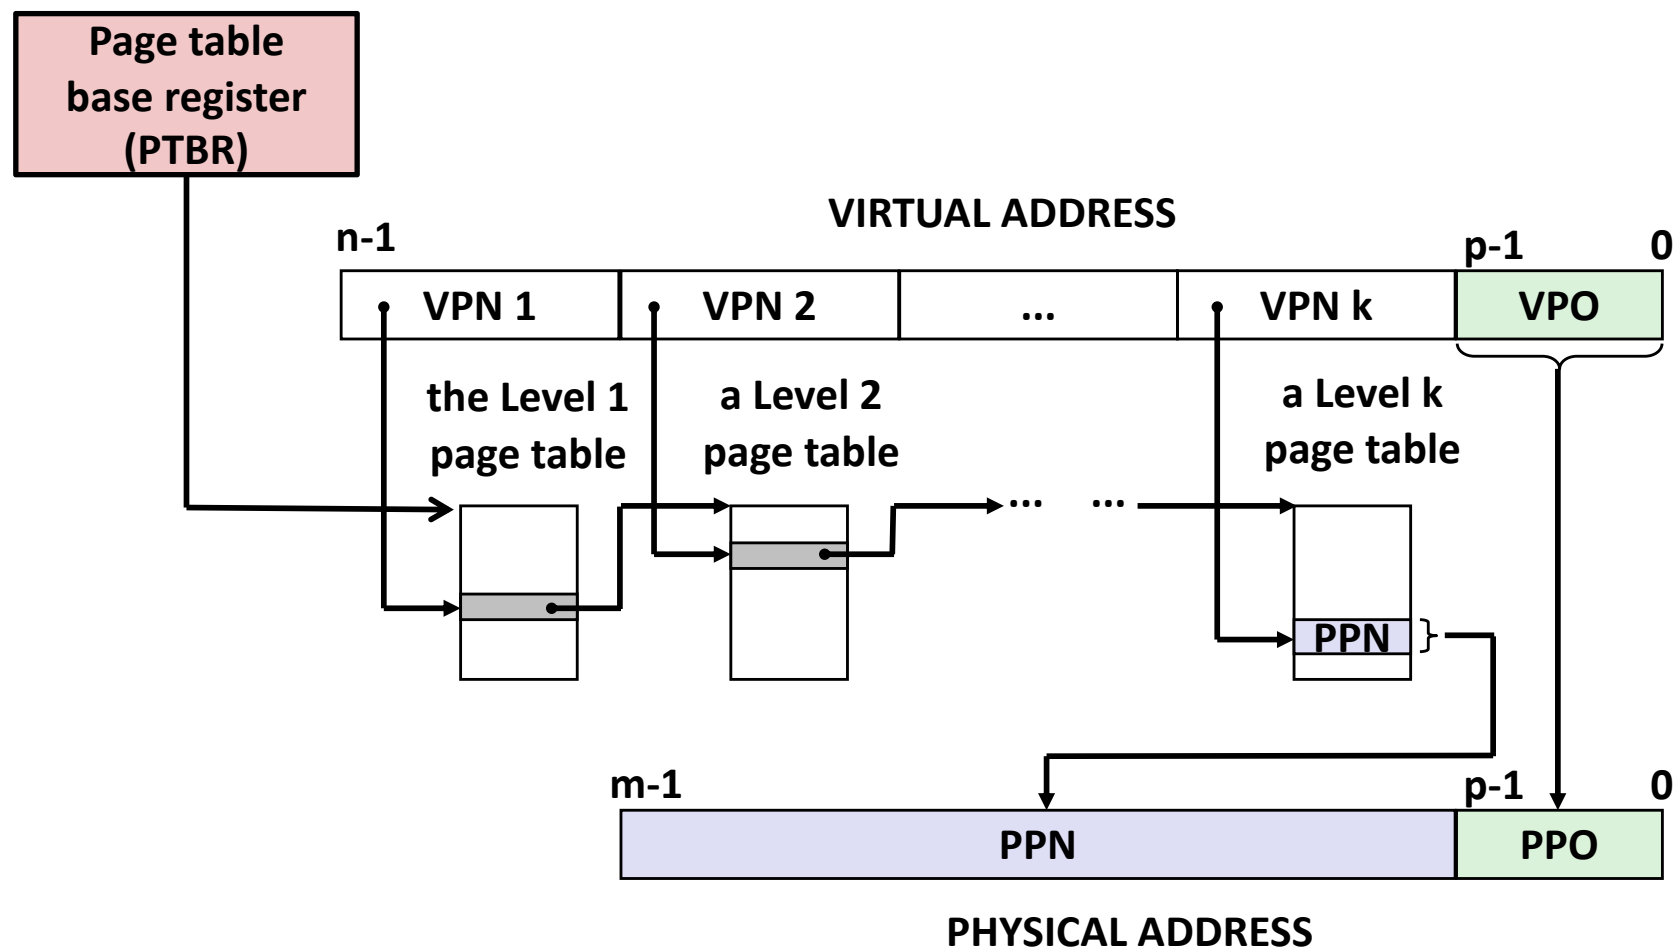 Page table
base register
(PTBR)
VIRTUAL ADDRESS
n-1
p-1 0
VPN 1 VPN 2 ... VPN k VPO
the Level 1
page table
a Level 2
page table
a Level k
page table
... ...
PPN
m-1
p-1 0
PPN PPO
PHYSICAL ADDRESS